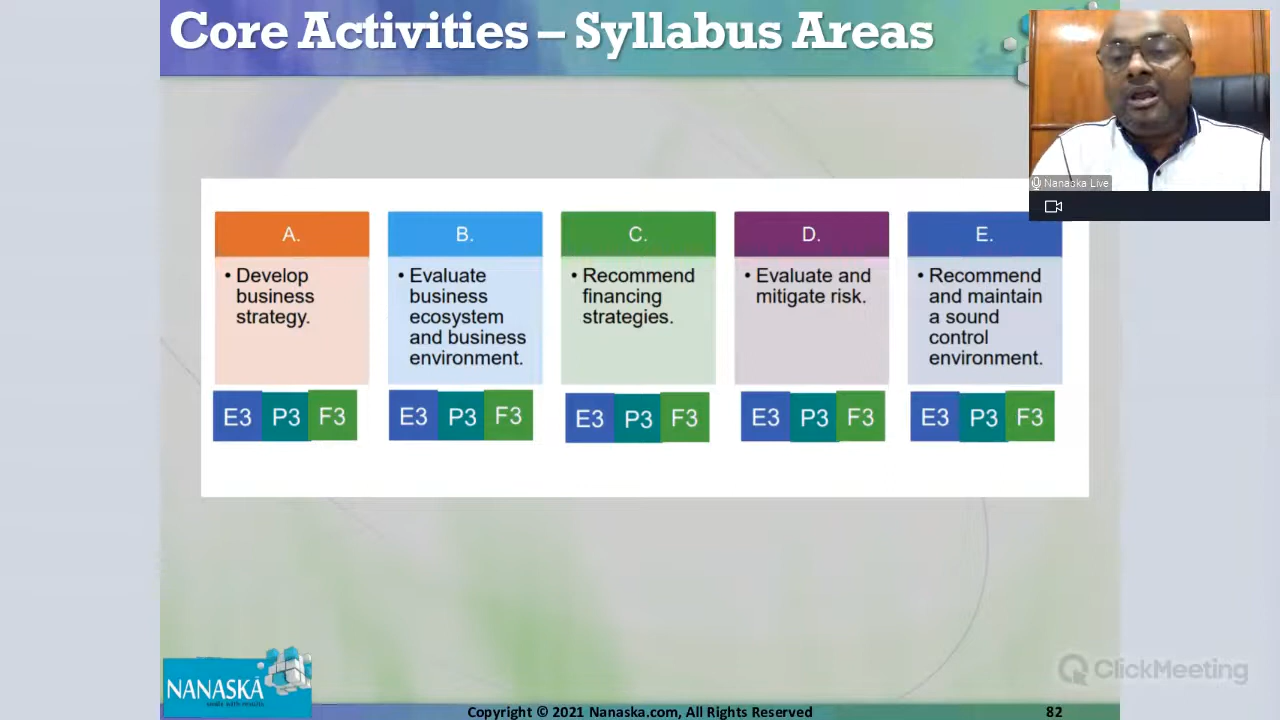 Core Activities – Syllabus Areas
Nanaska Live
A.
• Develop
business
strategy.
E3 P3 F3
B.
• Evaluate
business
ecosystem
and business
environment.
E3 P3 F3
C.
• Recommend
financing
strategies.
E3 P3 F3
D.
• Evaluate and
mitigate risk.
E3 P3 F3
E.
• Recommend
and maintain
a sound
control
environment.
E3 P3 F3
NANASKA
ClickMeeting
Copyright © 2021 Nanaska.com, All Rights Reserved
82